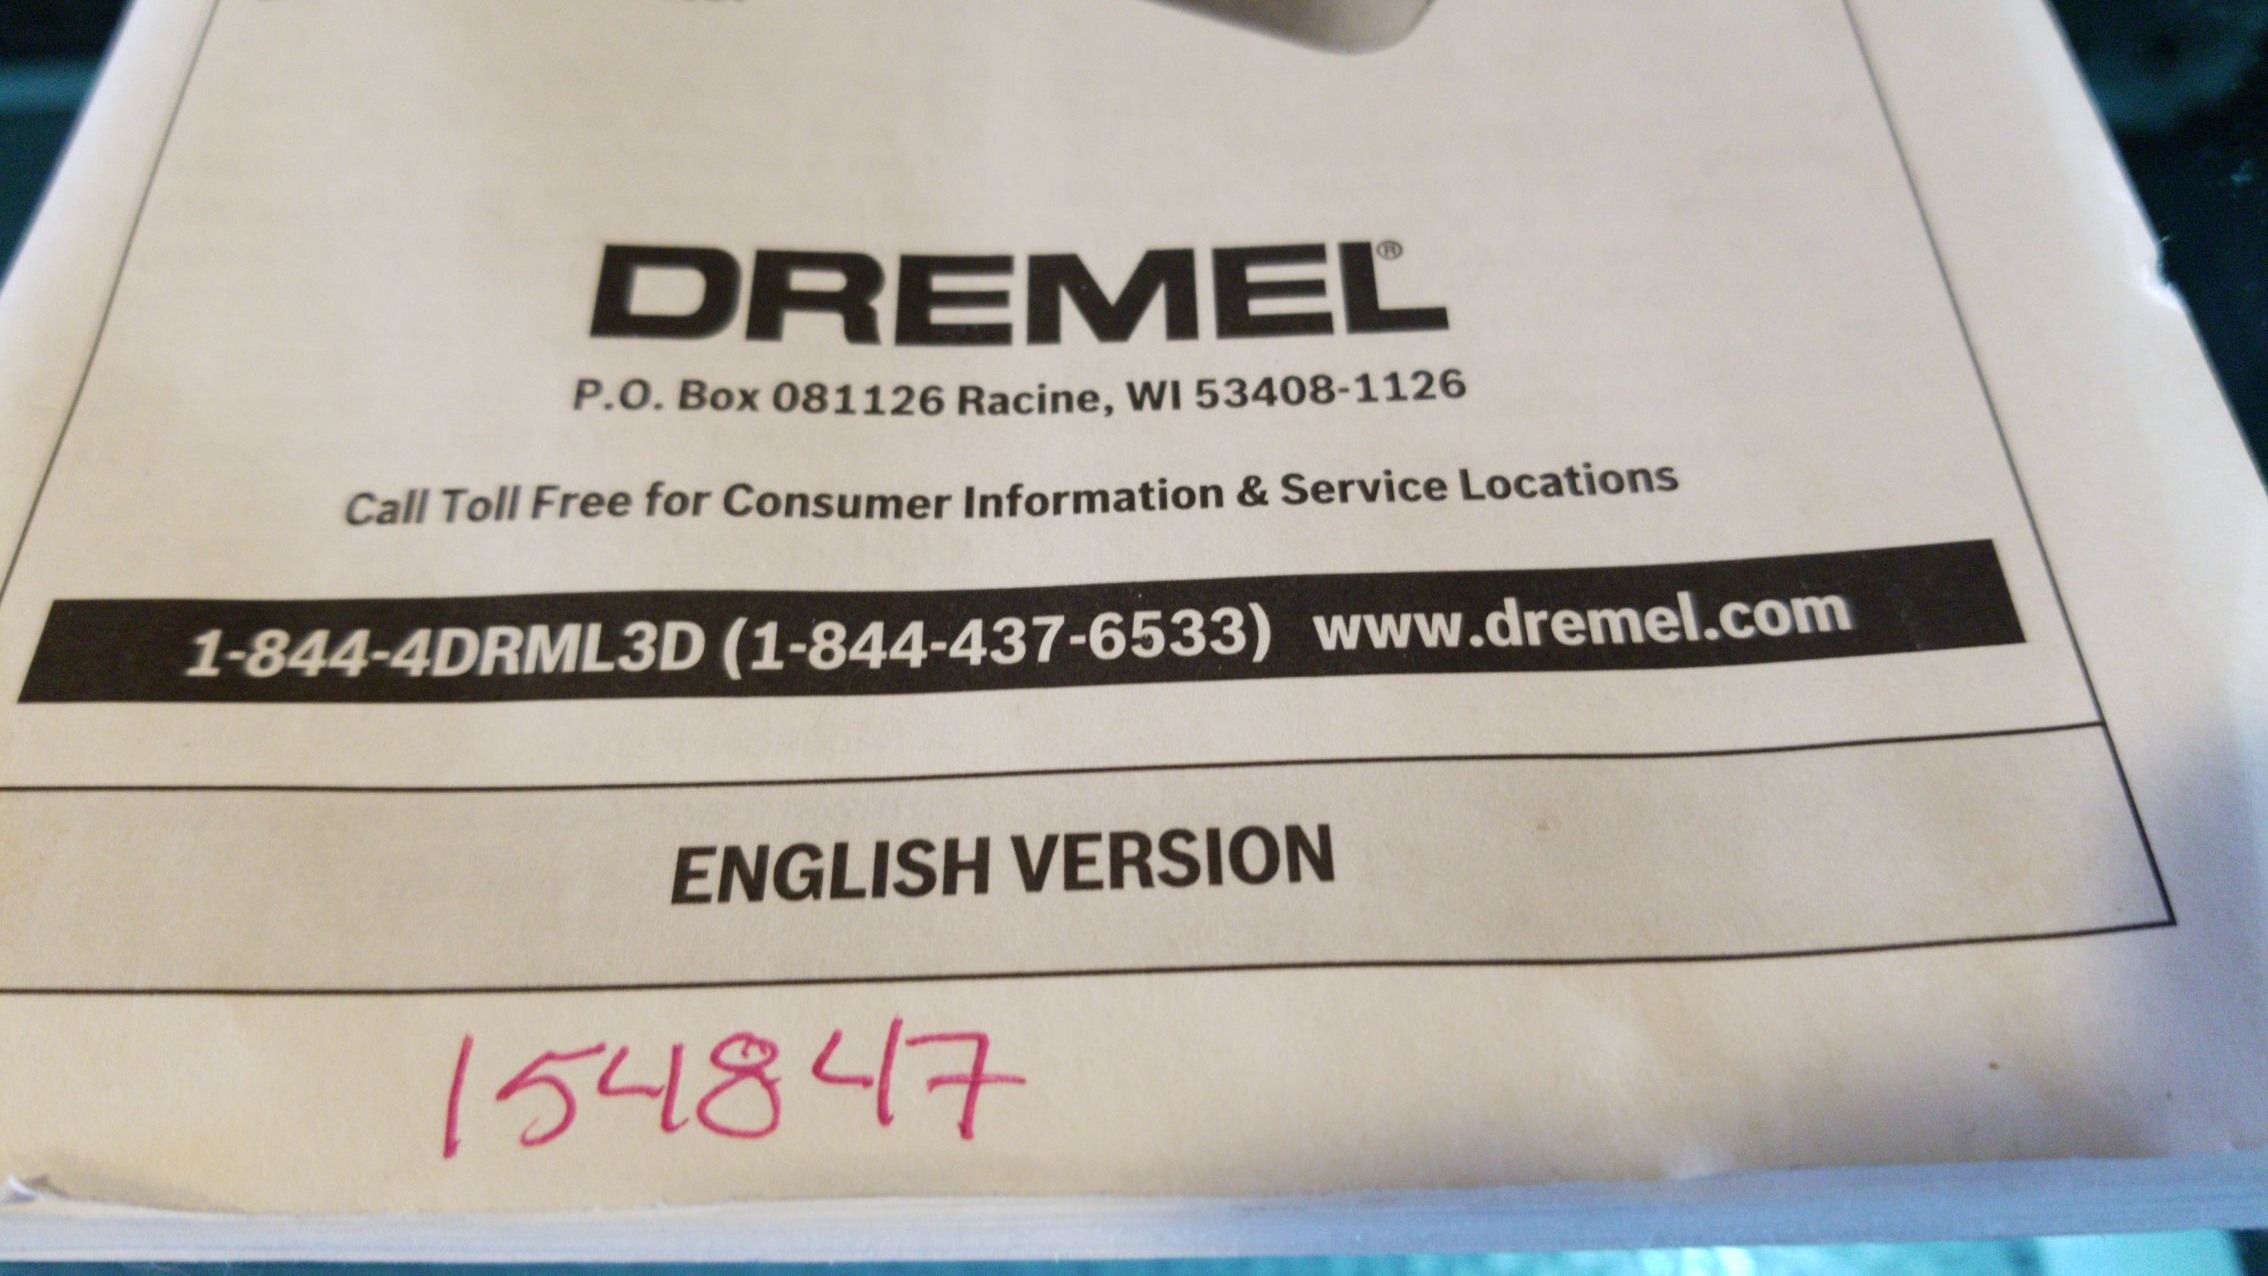 DREMEL®
P.O. Box 081126 Racine, WI 53408-1126
Call Toll Free for Consumer Information & Service Locations
1-844-4DRML3D (1-844-437-6533) www.dremel.com
ENGLISH VERSION
154847